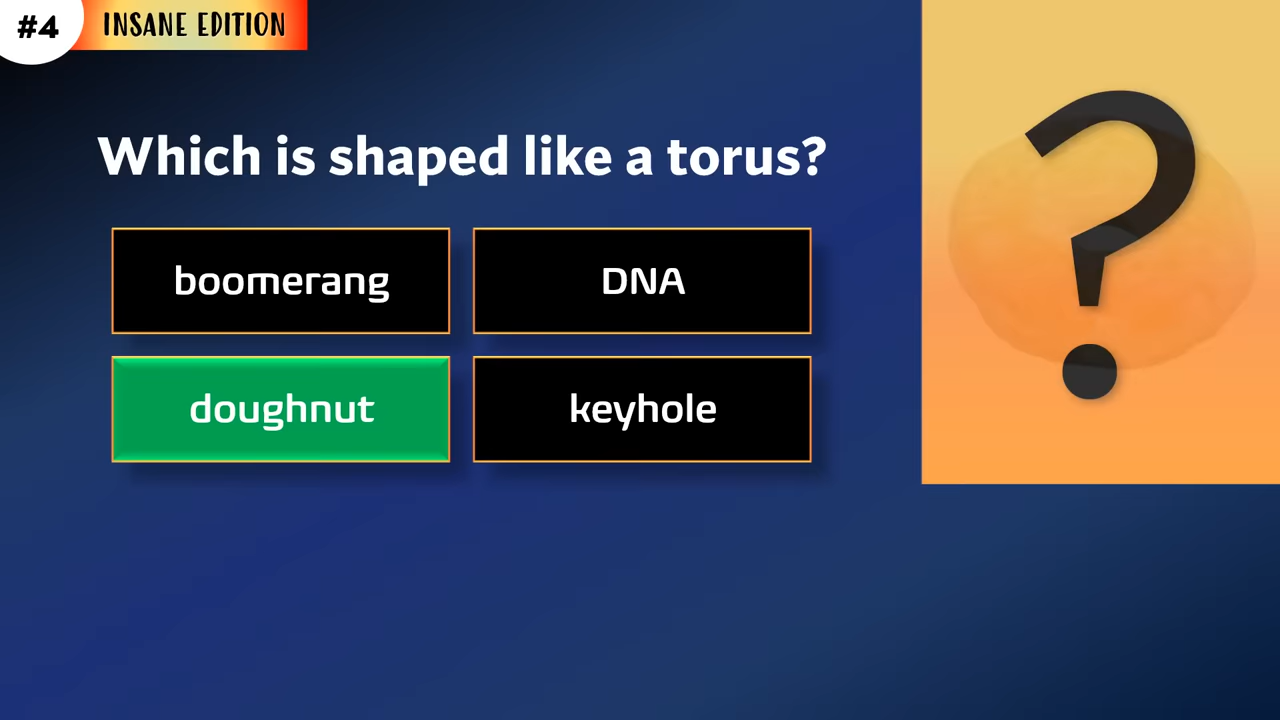 #4
INSANE EDITION
Which is shaped like a torus?
boomerang
DNA
doughnut
keyhole
?